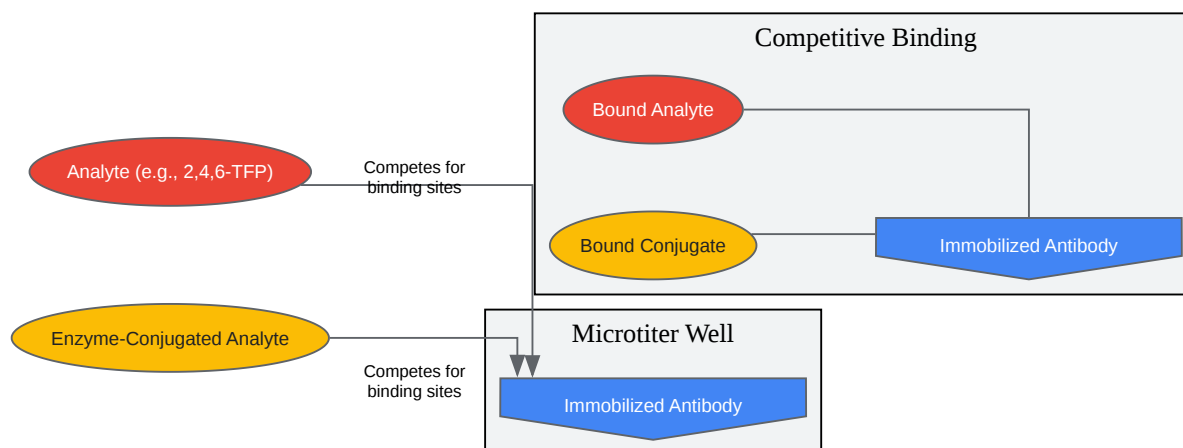 Competitive Binding
Bound Analyte
Analyte (e.g., 2,4,6-TFP)
Competes for
binding sites
Bound Conjugate
Immobilized Antibody
Enzyme-Conjugated Analyte
Microtiter Well
Competes for
binding sites
Immobilized Antibody